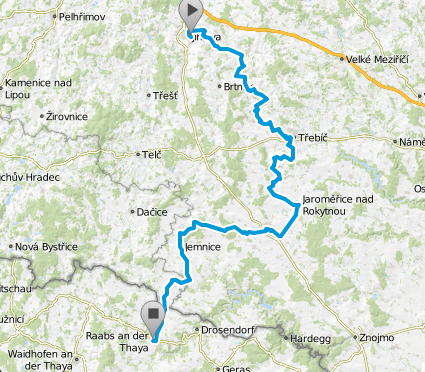 Pelhřimov
Velké Meziříčí
Kamenice nad
Lipou
Třešť
Brtn
Žirovnice
Třebíč
Telč
Námě
Jaroměřice nad
Rokytnou
Dačice
Nová Bystřice
Jemnice
Raabs an der
Thaya
Drosendorf
Hardegg
Znojmo
Waidhofen an
der Thaya
Geras